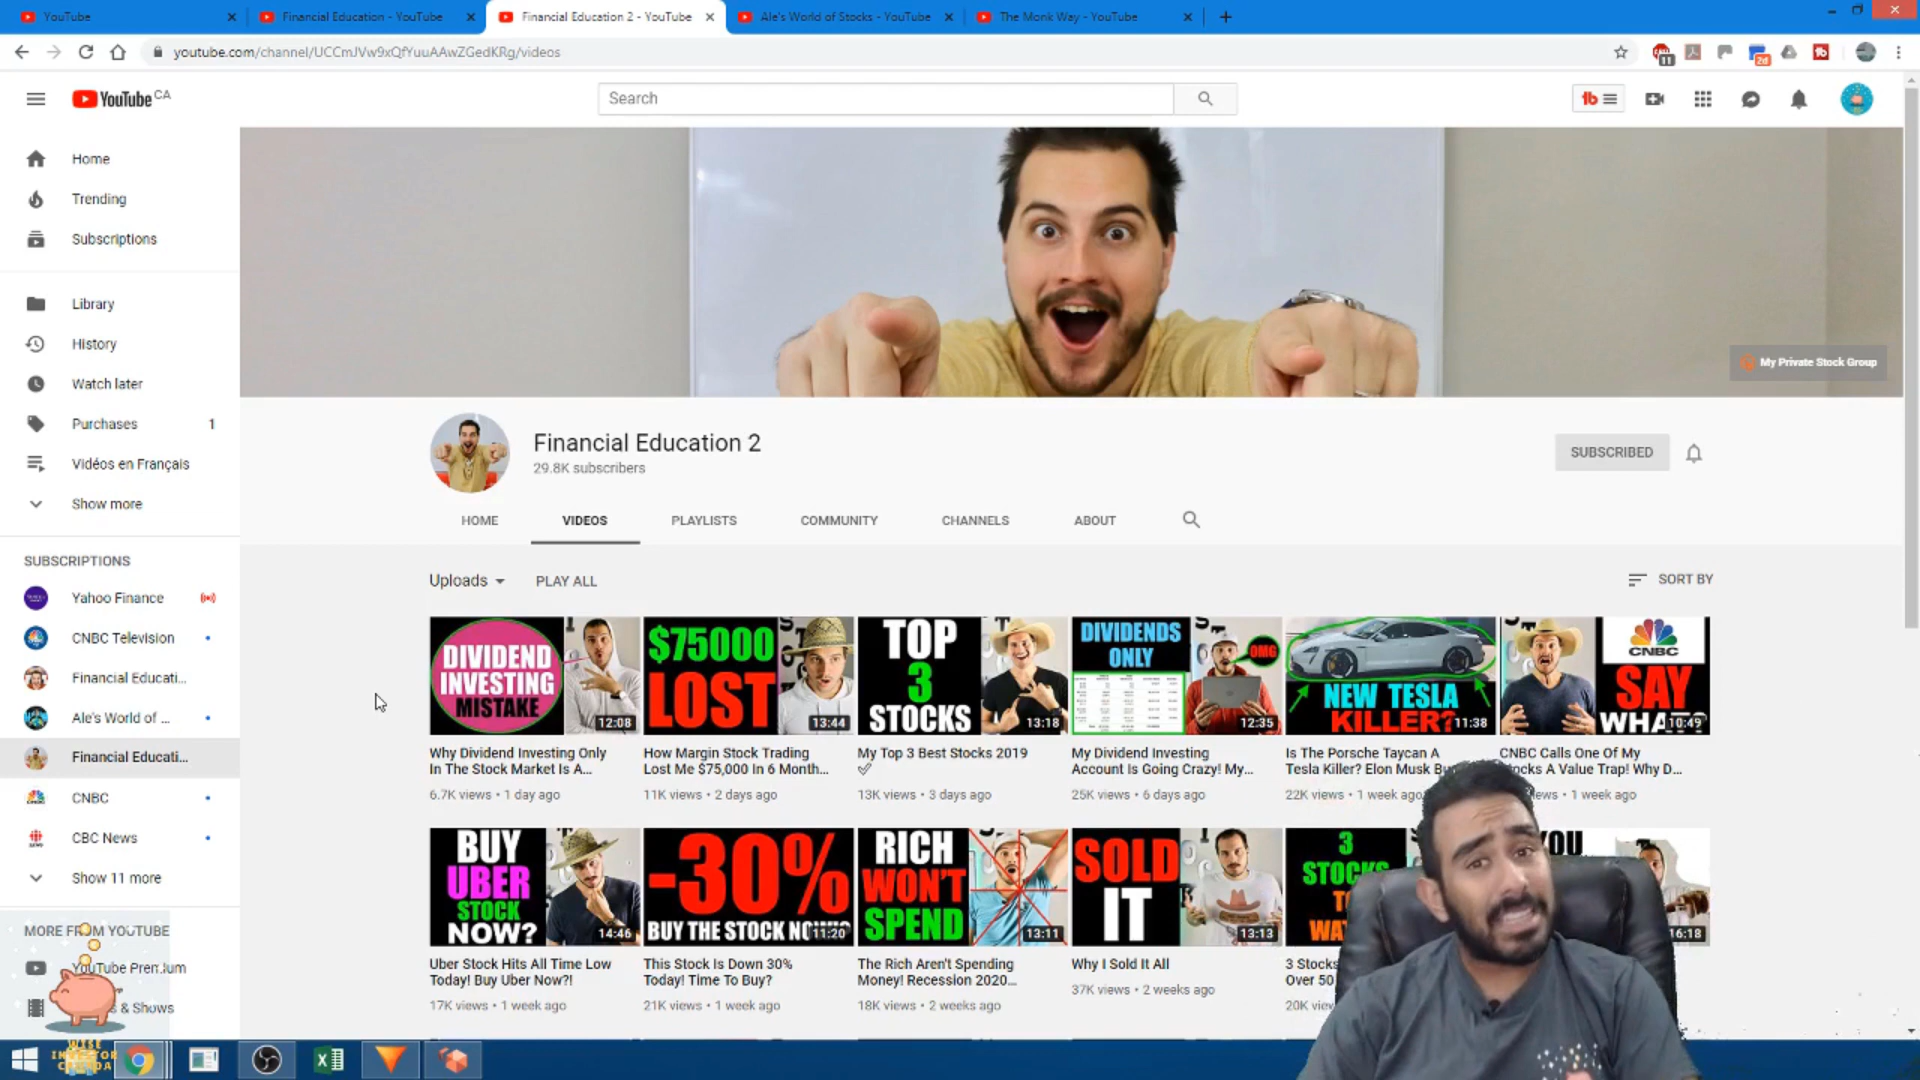 YouTube
Financial Education - YouTube
Financial Education 2 - YouTube
Ale's World of Stocks - YouTube
The Monk Way - YouTube
youtube.com/channel/UCCmJVw9xQfYuuAAwZGedKRg/videos
11
2d
YouTube CA
Search
Home
Trending
Subscriptions
Library
History
Watch later
Purchases 1
Vidéos en Français
Show more
SUBSCRIPTIONS
Yahoo Finance
CNBC Television
Financial Educati...
Ale's World of ...
Financial Educati...
CNBC
CBC News
Show 11 more
MORE FROM YOUTUBE
YouTube Premium
& Shows
WISE
INVESTOR
CANADA
My Private Stock Group
Financial Education 2
29.8K subscribers
SUBSCRIBED
HOME VIDEOS PLAYLISTS COMMUNITY CHANNELS ABOUT
Uploads PLAY ALL SORT BY
DIVIDEND
INVESTING
MISTAKE
12:08
Why Dividend Investing Only
In The Stock Market Is A...
6.7K views • 1 day ago
$75000
LOST
13:44
How Margin Stock Trading
Lost Me $75,000 In 6 Month...
11K views • 2 days ago
TOP
3
STOCKS
13:18
My Top 3 Best Stocks 2019
13K views • 3 days ago
DIVIDENDS
ONLY
OMG
12:35
My Dividend Investing
Account Is Going Crazy! My...
25K views • 6 days ago
NEW TESLA
KILLER?
11:38
Is The Porsche Taycan A
Tesla Killer? Elon Musk
22K views • 1 week ago
CNBC
SAY
WHAT
10:49
CNBC Calls One Of My
Stocks A Value Trap! Why D...
views • 1 week ago
BUY
UBER
STOCK
NOW?
14:46
Uber Stock Hits All Time Low
Today! Buy Uber Now?!
17K views • 1 week ago
-30%
BUY THE STOCK
11:20
This Stock Is Down 30%
Today! Time To Buy?
21K views • 1 week ago
RICH
WON'T
SPEND
13:11
The Rich Aren't Spending
Money! Recession 2020...
18K views • 2 weeks ago
SOLD
IT
13:13
Why I Sold It All
37K views • 2 weeks ago
3
STOCKS
3 Stocks
Over 50
20K
YOU
16:18